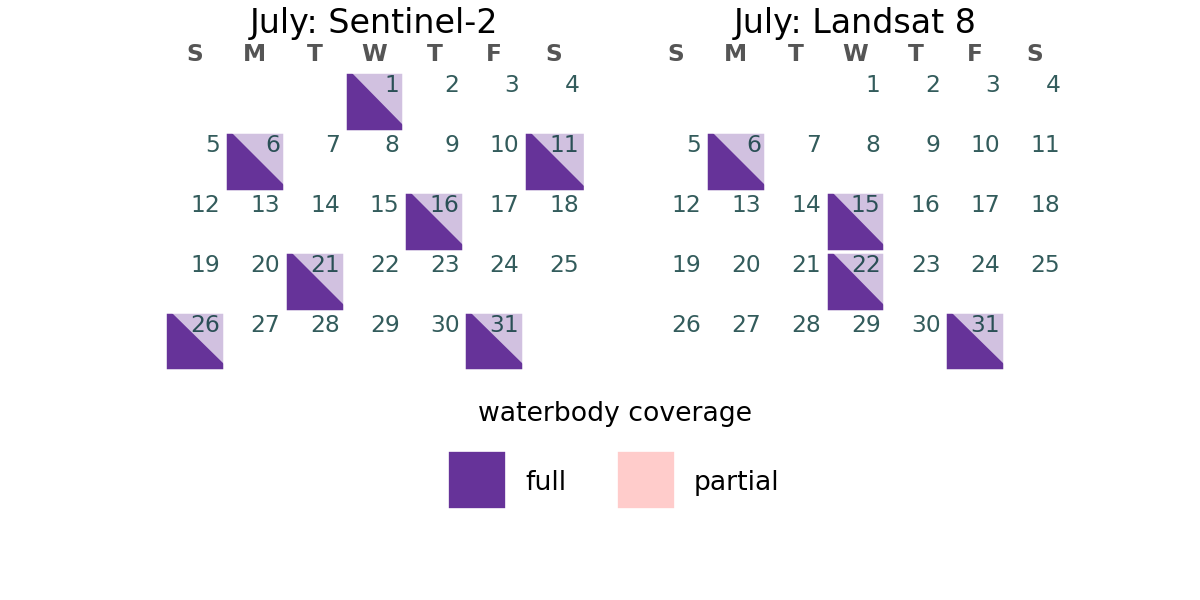 July: Sentinel-2
S M T W T F S
1 2 3 4
5 6 7 8 9 10 11
12 13 14 15 16 17 18
19 20 21 22 23 24 25
26 27 28 29 30 31
July: Landsat 8
S M T W T F S
1 2 3 4
5 6 7 8 9 10 11
12 13 14 15 16 17 18
19 20 21 22 23 24 25
26 27 28 29 30 31
waterbody coverage
full
partial